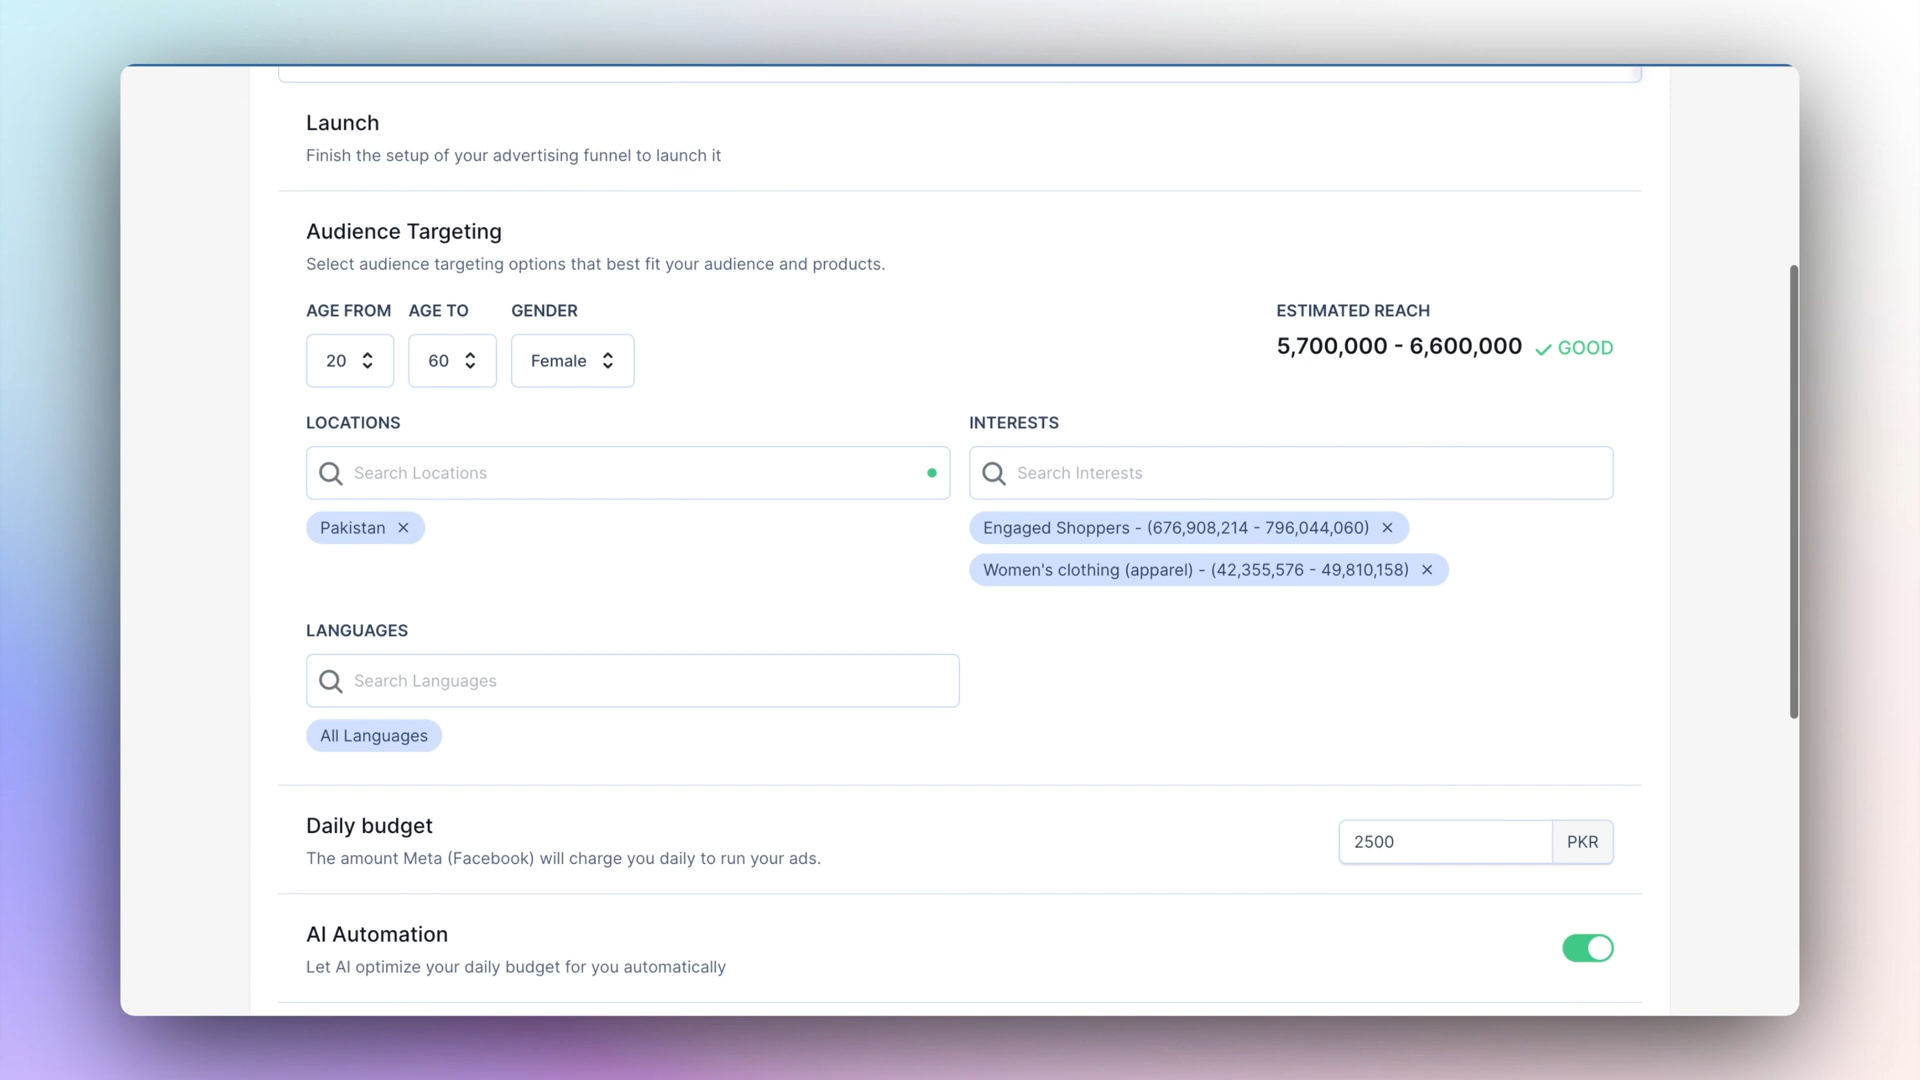 Launch
Finish the setup of your advertising funnel to launch it
Audience Targeting
Select audience targeting options that best fit your audience and products.
AGE FROM AGE TO GENDER
20 60 Female
ESTIMATED REACH
5,700,000 - 6,600,000 GOOD
LOCATIONS
Search Locations
Pakistan
INTERESTS
Search Interests
Engaged Shoppers - (676,908,214 - 796,044,060)
Women's clothing (apparel) - (42,355,576 - 49,810,158)
LANGUAGES
Search Languages
All Languages
Daily budget
The amount Meta (Facebook) will charge you daily to run your ads.
2500 PKR
AI Automation
Let AI optimize your daily budget for you automatically